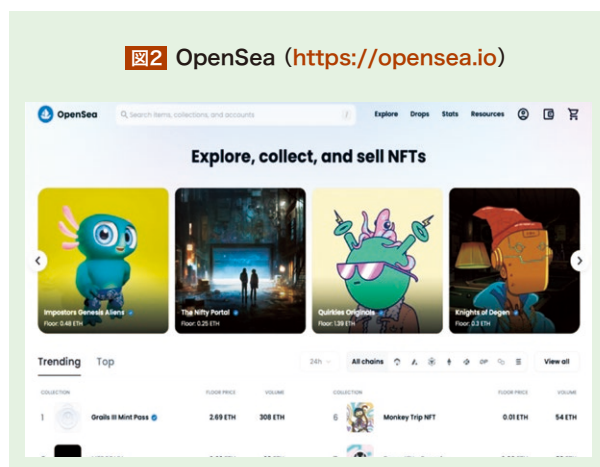 図2 OpenSea（https://opensea.io）
OpenSea Search items, collections, and accounts / Explore Drops Stats Resources
Explore, collect, and sell NFTs
Impostors Genesis Aliens
Floor: 0.48 ETH
The Nifty Portal
Floor: 0.25 ETH
Quirkies Originals
Floor: 1.39 ETH
Knights of Degen
Floor: 0.3 ETH
Trending Top 24h All chains OP View all
COLLECTION FLOOR PRICE VOLUME COLLECTION FLOOR PRICE VOLUME
1 Grails III Mint Pass 2.69 ETH 308 ETH 6 Monkey Trip NFT 0.01 ETH 54 ETH